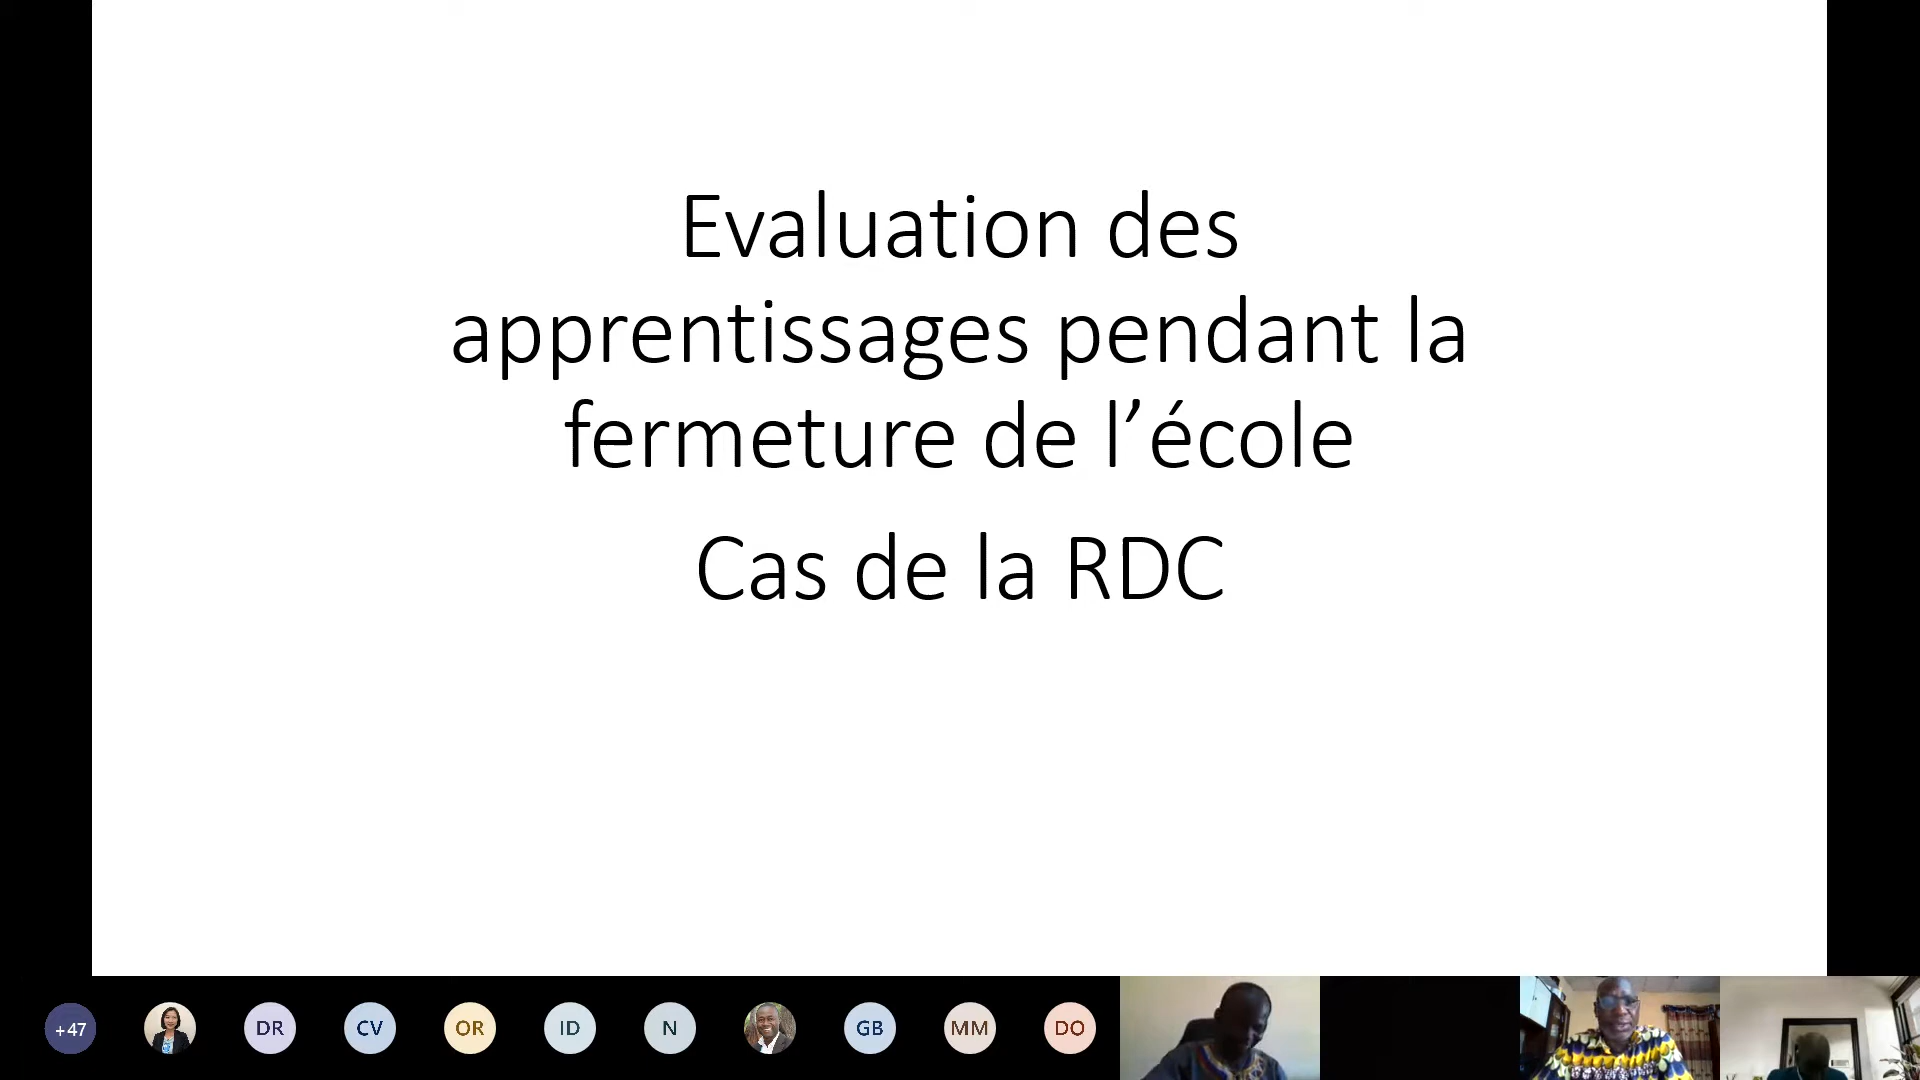 Evaluation des
apprentissages pendant la
fermeture de l’école
Cas de la RDC
+47
DR
CV
OR
ID
N
GB
MM
DO